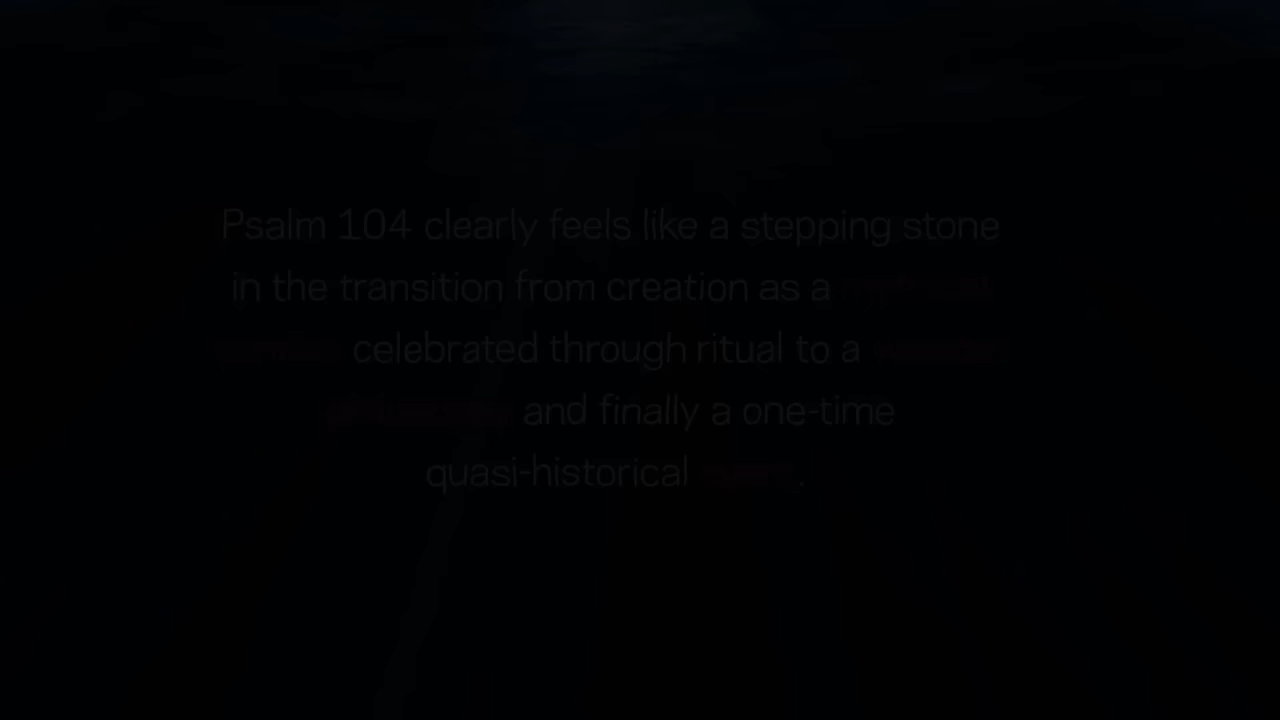 Psalm 104 clearly feels like a stepping stone
in the transition from creation as a
celebrated through ritual to a
and finally a one-time
quasi-historical